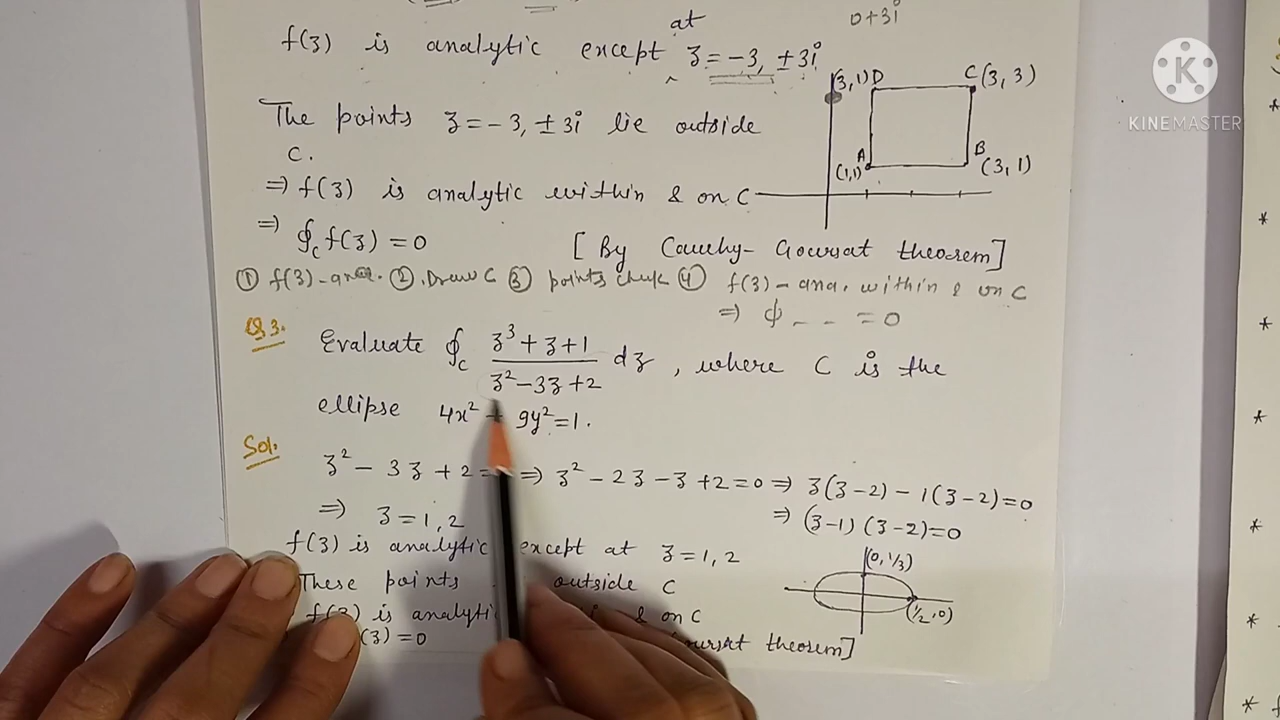 at
0+3i
f(z) is analytic except z = -3, ±3i
^
(3,1) D
C (3,3)
The points z = -3, ±3i lie outside
C.
A
(1,1)
B
(3,1)
⇒ f(z) is analytic within & on C
⇒ ∮_C f(z) = 0 [By Cauchy-Goursat theorem]
① f(z)-ana. ② Draw C ③ points check ④ f(z)-ana. within & on C
⇒ ∮ - - = 0
Q3. Evaluate ∮_C (z³+z+1)/(z²-3z+2) dz, where C is the
ellipse 4x² + 9y² = 1.
Sol. z² - 3z + 2 = ⇒ z² - 2z - z + 2 = 0 ⇒ z(z-2) - 1(z-2) = 0
⇒ z = 1, 2
⇒ (z-1)(z-2) = 0
f(z) is analytic except at z = 1, 2
(0, 1/3)
(1/2, 0)
These points outside C
f(z) is & on C
(z) = 0 theorem]
KINEMASTER